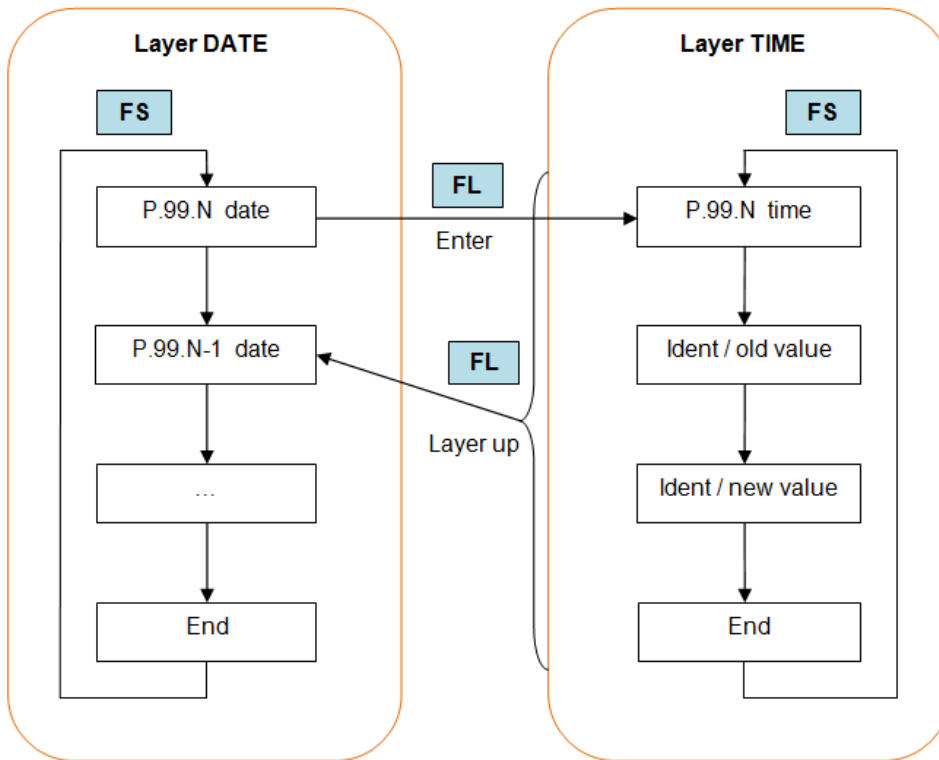 Layer DATE
FS
P.99.N date
P.99.N-1 date
...
End
FL
Enter
FL
Layer up
Layer TIME
FS
P.99.N time
Ident / old value
Ident / new value
End